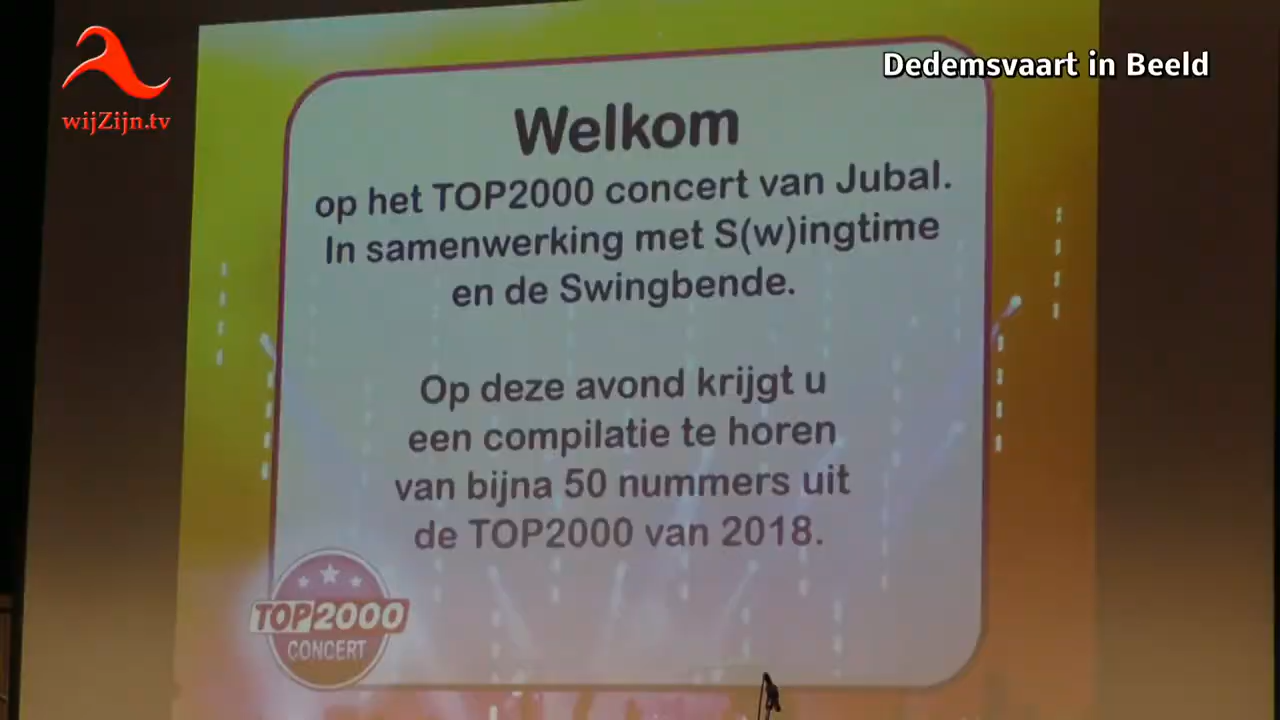 wijZijn.tv
Dedemsvaart in Beeld
Welkom
op het TOP2000 concert van Jubal.
In samenwerking met S(w)ingtime
en de Swingbende.
Op deze avond krijgt u
een compilatie te horen
van bijna 50 nummers uit
de TOP2000 van 2018.
TOP2000
CONCERT